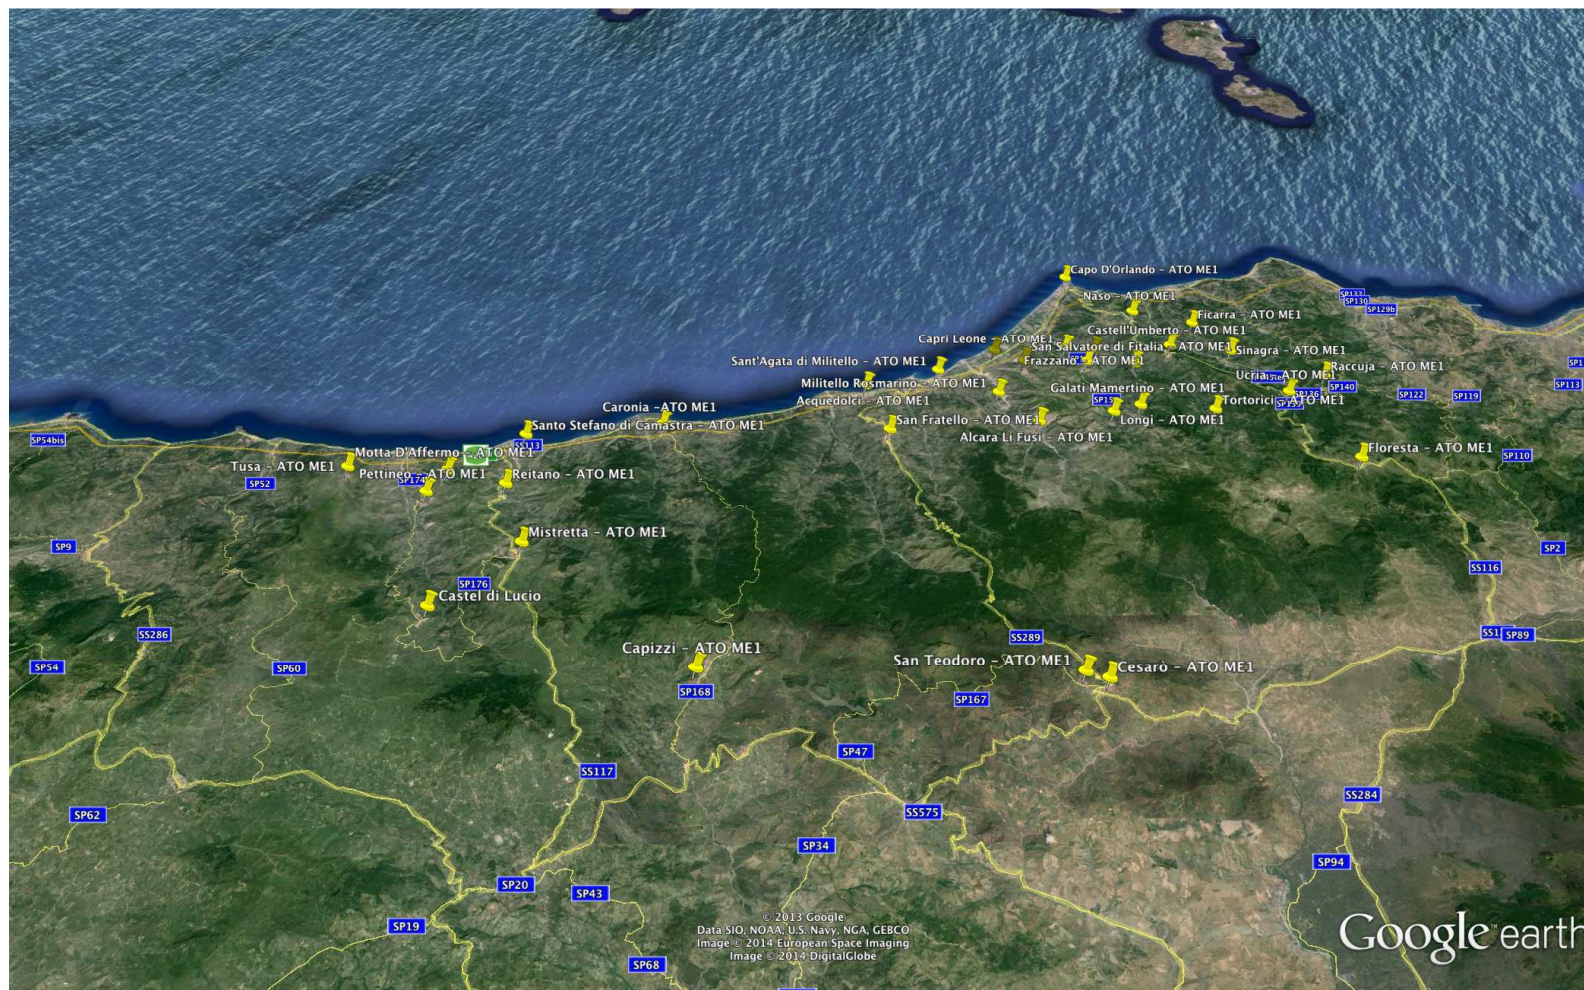 Capo D'Orlando - ATO ME1
Naso - ATO ME1
SP133
SP130
SP129b
Ficarra - ATO ME1
Castell'Umberto - ATO ME1
Capri Leone - ATO ME1
San Salvatore di Fitalia - ATO ME1
Sinagra - ATO ME1
Sant'Agata di Militello - ATO ME1
Frazzanò - ATO ME1
Raccuja - ATO ME1
Ucria - ATO ME1
Militello Rosmarino - ATO ME1
Galati Mamertino - ATO ME1
SP136
SP140
SP122
SP119
SP113
Acquedolci - ATO ME1
Tortorici - ATO ME1
Caronia -ATO ME1
San Fratello - ATO ME1
Longi - ATO ME1
Santo Stefano di Camastra - ATO ME1
Alcara Li Fusi - ATO ME1
SP54bis
SS113
Motta D'Affermo - ATO ME1
Floresta - ATO ME1
SP110
Tusa - ATO ME1
Pettineo - ATO ME1
Reitano - ATO ME1
SP52
SP174
Mistretta - ATO ME1
SP9
SP2
SS116
SP176
Castel di Lucio
SS286
SS289
SP89
Capizzi - ATO ME1
San Teodoro - ATO ME1
Cesarò - ATO ME1
SP54
SP60
SP168
SP167
SP47
SS117
SS284
SP62
SS575
SP34
SP94
SP20
SP43
SP19
SP68
© 2013 Google
Data SIO, NOAA, U.S. Navy, NGA, GEBCO
Image © 2014 European Space Imaging
Image © 2014 DigitalGlobe
Google earth